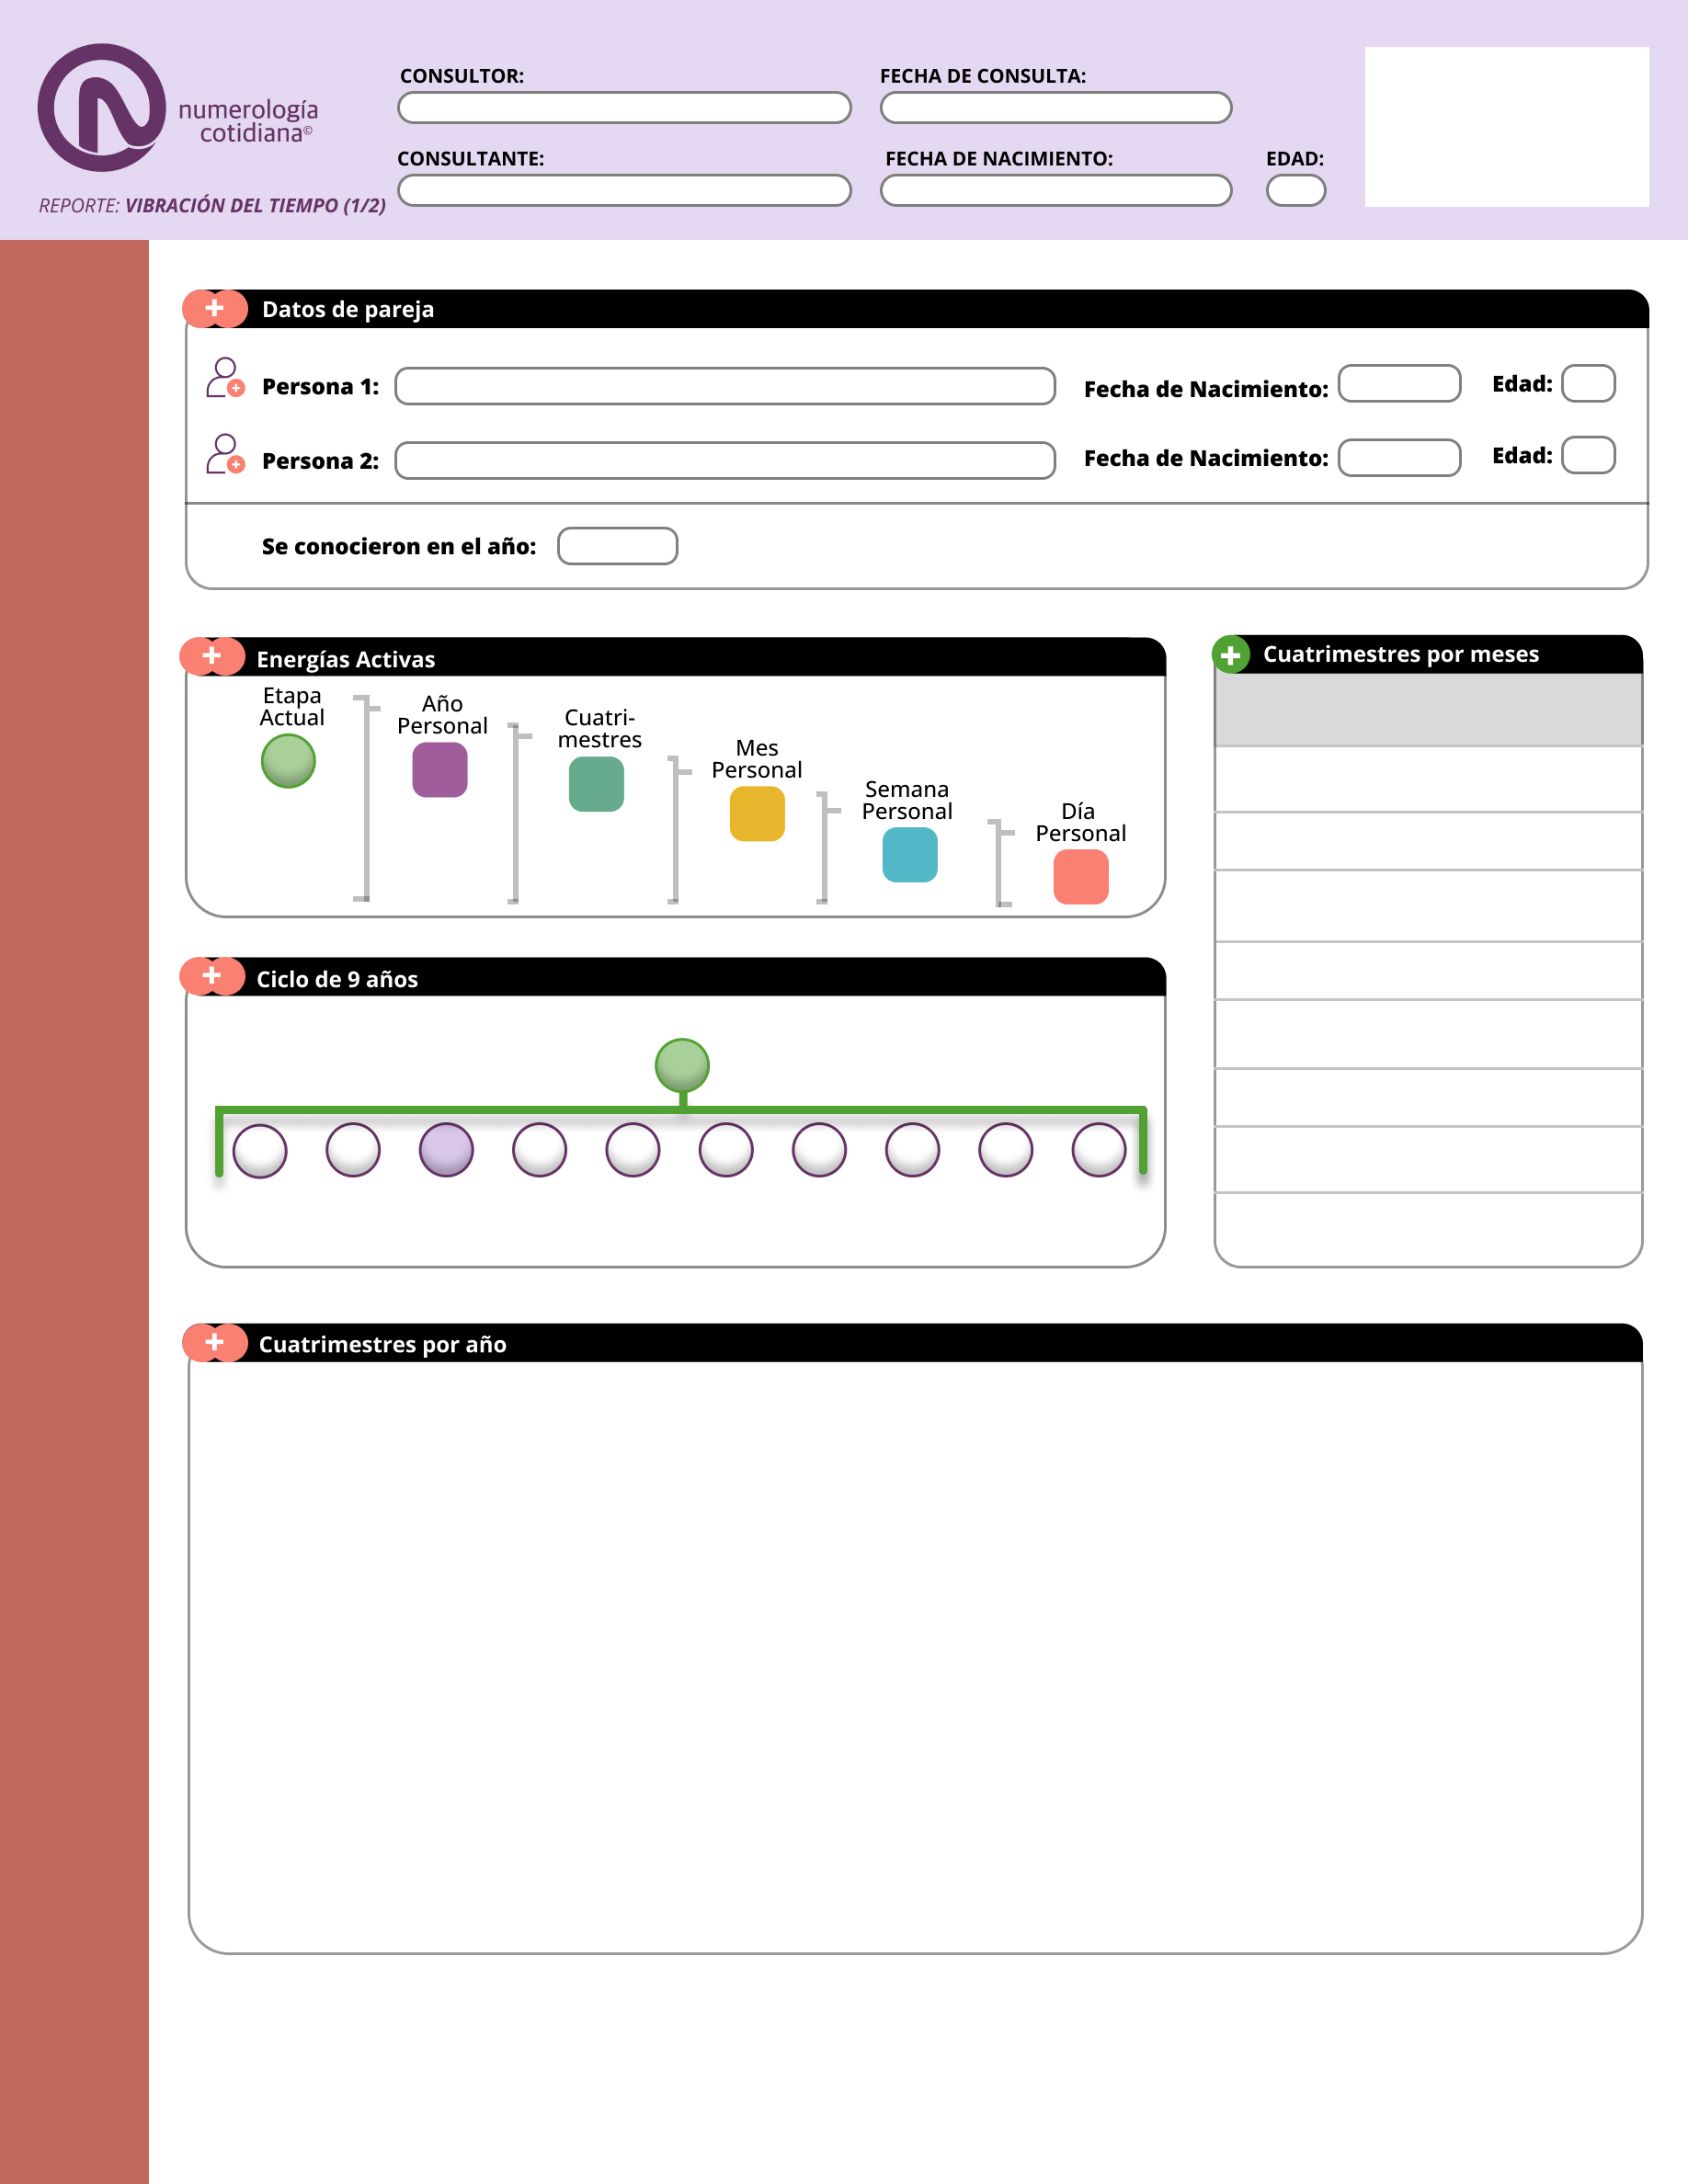 numerología
cotidiana©
REPORTE: VIBRACIÓN DEL TIEMPO (1/2)
CONSULTOR:
FECHA DE CONSULTA:
CONSULTANTE:
FECHA DE NACIMIENTO:
EDAD:
Datos de pareja
Persona 1:
Fecha de Nacimiento:
Edad:
Persona 2:
Fecha de Nacimiento:
Edad:
Se conocieron en el año:
Energías Activas
Etapa
Actual
Año
Personal
Cuatri-
mestres
Mes
Personal
Semana
Personal
Día
Personal
Cuatrimestres por meses
Ciclo de 9 años
Cuatrimestres por año